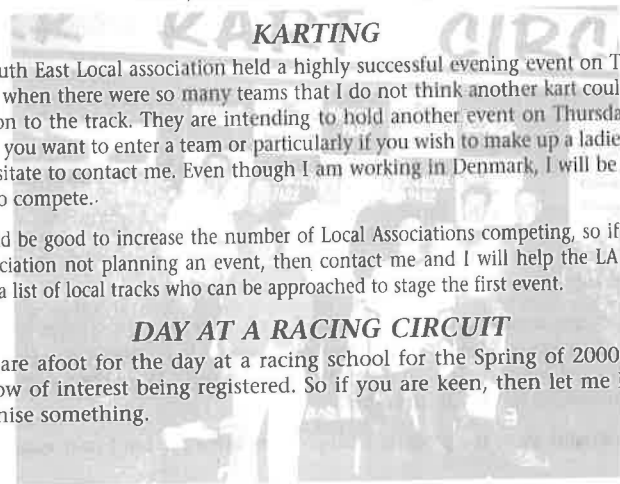 KART CIRC
KARTING
uth East Local association held a highly successful evening event on T
when there were so many teams that I do not think another kart coul
on to the track. They are intending to hold another event on Thursda
you want to enter a team or particularly if you wish to make up a ladie
sitate to contact me. Even though I am working in Denmark, I will be
o compete..
d be good to increase the number of Local Associations competing, so if
ciation not planning an event, then contact me and I will help the LA
a list of local tracks who can be approached to stage the first event.
DAY AT A RACING CIRCUIT
are afoot for the day at a racing school for the Spring of 2000
ow of interest being registered. So if you are keen, then let me
nise something.